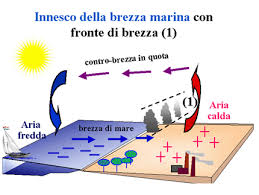 Innesco della brezza marina con
fronte di brezza (1)
contro-brezza in quota
(1)
Aria
calda
Aria
fredda
brezza di mare